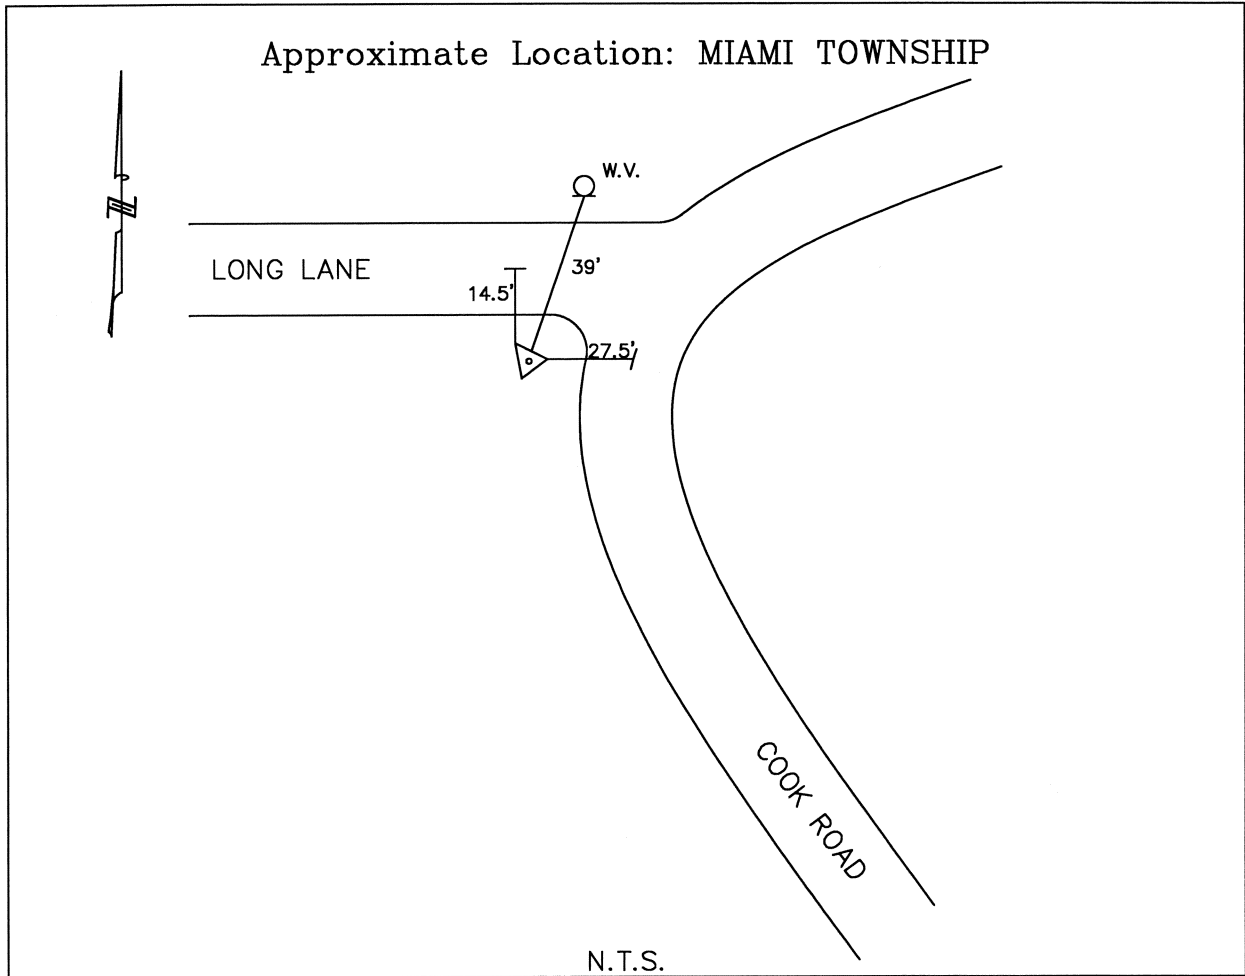 Approximate Location: MIAMI TOWNSHIP
W.V.
N
LONG LANE
39'
14.5'
27.5'
COOK ROAD
N.T.S.